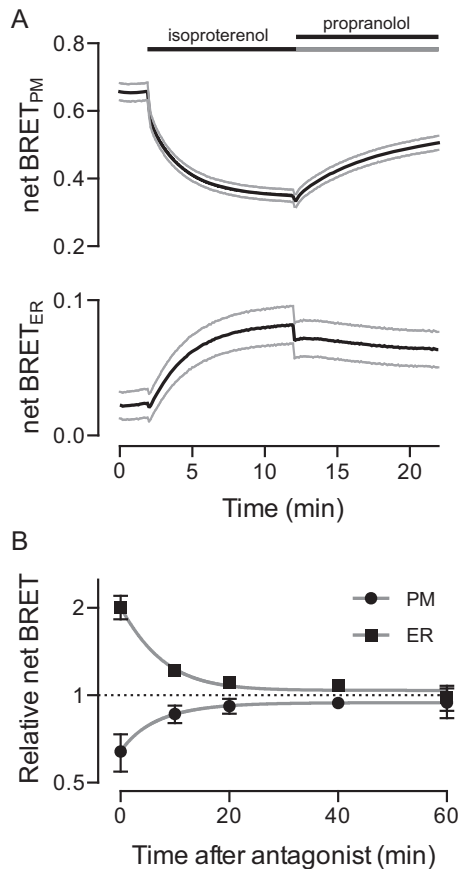 A
isoproterenol
propranolol
net BRET_PM
0.8
0.6
0.4
0.2
net BRET_ER
0.1
0.0
0 5 10 15 20
Time (min)
B
Relative net BRET
2
1
0.5
PM
ER
0 20 40 60
Time after antagonist (min)